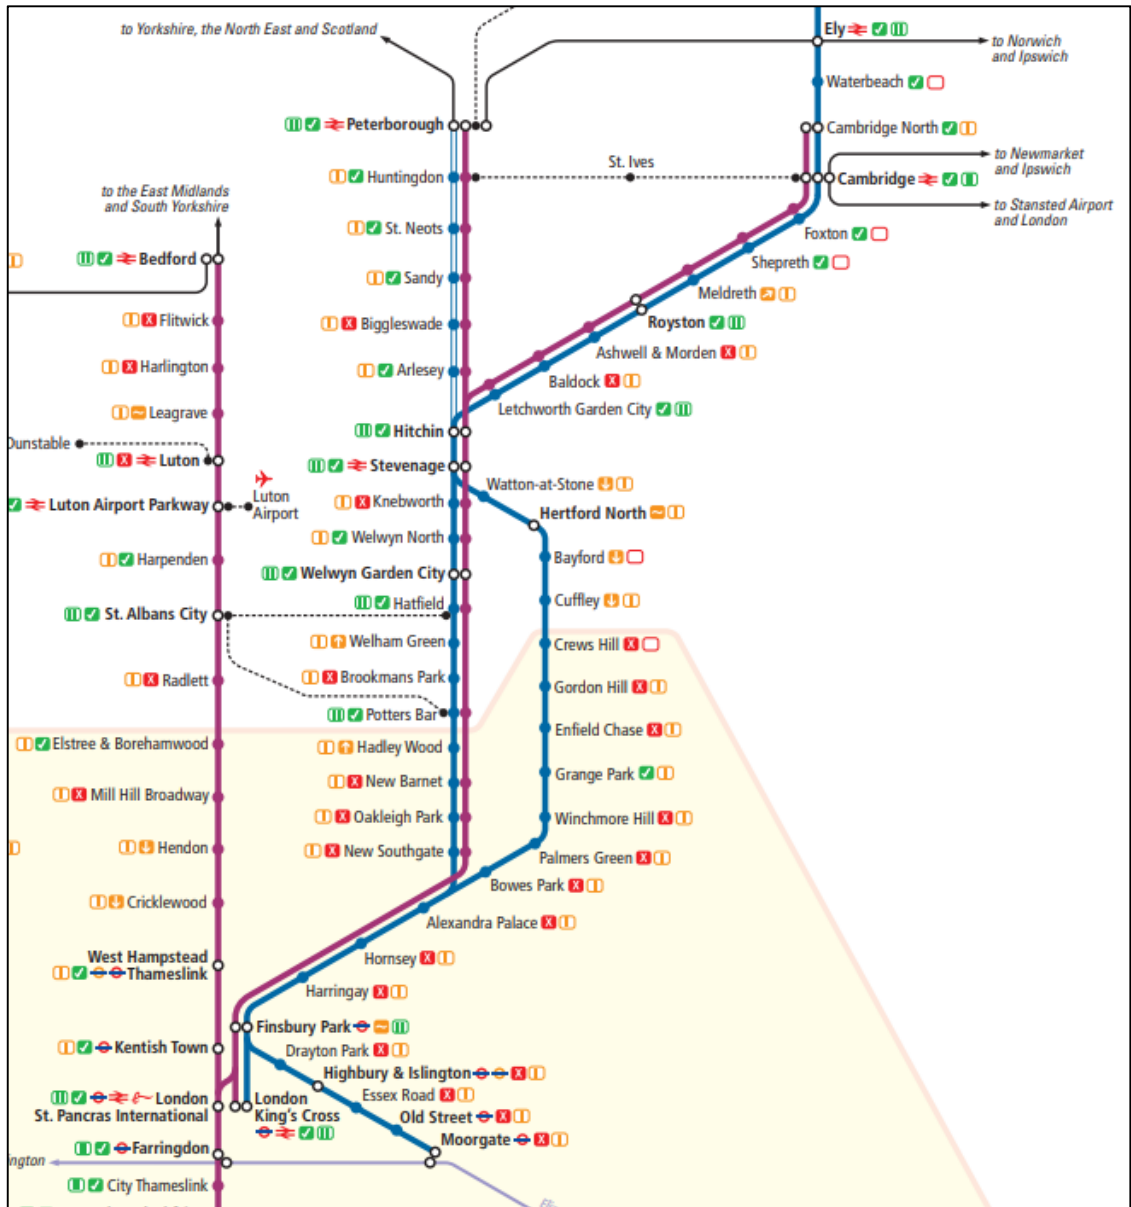 to Yorkshire, the North East and Scotland
Ely
to Norwich
and Ipswich
Waterbeach
Peterborough
Cambridge North
to Newmarket
and Ipswich
Huntingdon
St. Ives
Cambridge
to the East Midlands
and South Yorkshire
to Stansted Airport
and London
St. Neots
Foxton
Bedford
Shepreth
Sandy
Meldreth
Flitwick
Biggleswade
Royston
Ashwell & Morden
Harlington
Arlesey
Baldock
Leagrave
Letchworth Garden City
Hitchin
Dunstable
Luton
Stevenage
Watton-at-Stone
Luton
Airport
Luton Airport Parkway
Knebworth
Hertford North
Welwyn North
Harpenden
Bayford
Welwyn Garden City
Hatfield
Cuffley
St. Albans City
Welham Green
Crews Hill
Radlett
Brookmans Park
Gordon Hill
Potters Bar
Enfield Chase
Elstree & Borehamwood
Hadley Wood
Grange Park
New Barnet
Mill Hill Broadway
Oakleigh Park
Winchmore Hill
Hendon
New Southgate
Palmers Green
Bowes Park
Cricklewood
Alexandra Palace
West Hampstead
Thameslink
Hornsey
Harringay
Finsbury Park
Kentish Town
Drayton Park
Highbury & Islington
Essex Road
London
St. Pancras International
London
King's Cross
Old Street
Moorgate
Farringdon
ington
City Thameslink